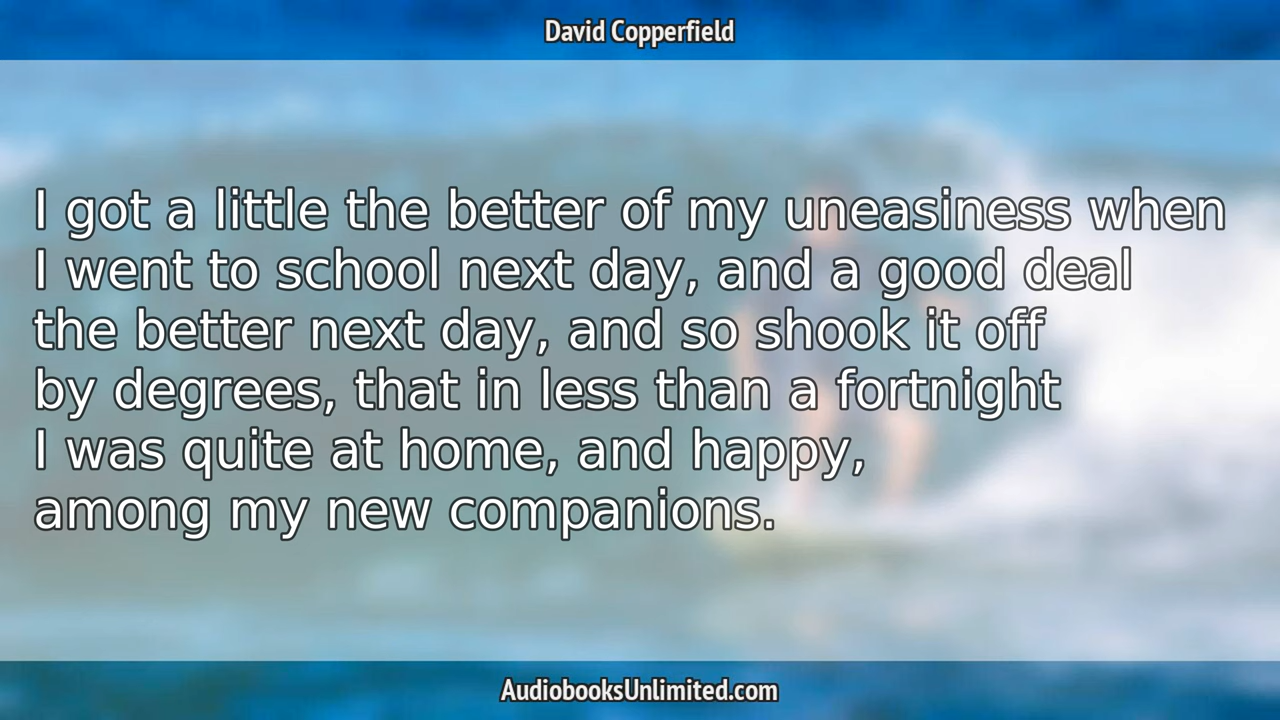 David Copperfield
I got a little the better of my uneasiness when
I went to school next day, and a good deal
the better next day, and so shook it off
by degrees, that in less than a fortnight
I was quite at home, and happy,
among my new companions.
AudiobooksUnlimited.com